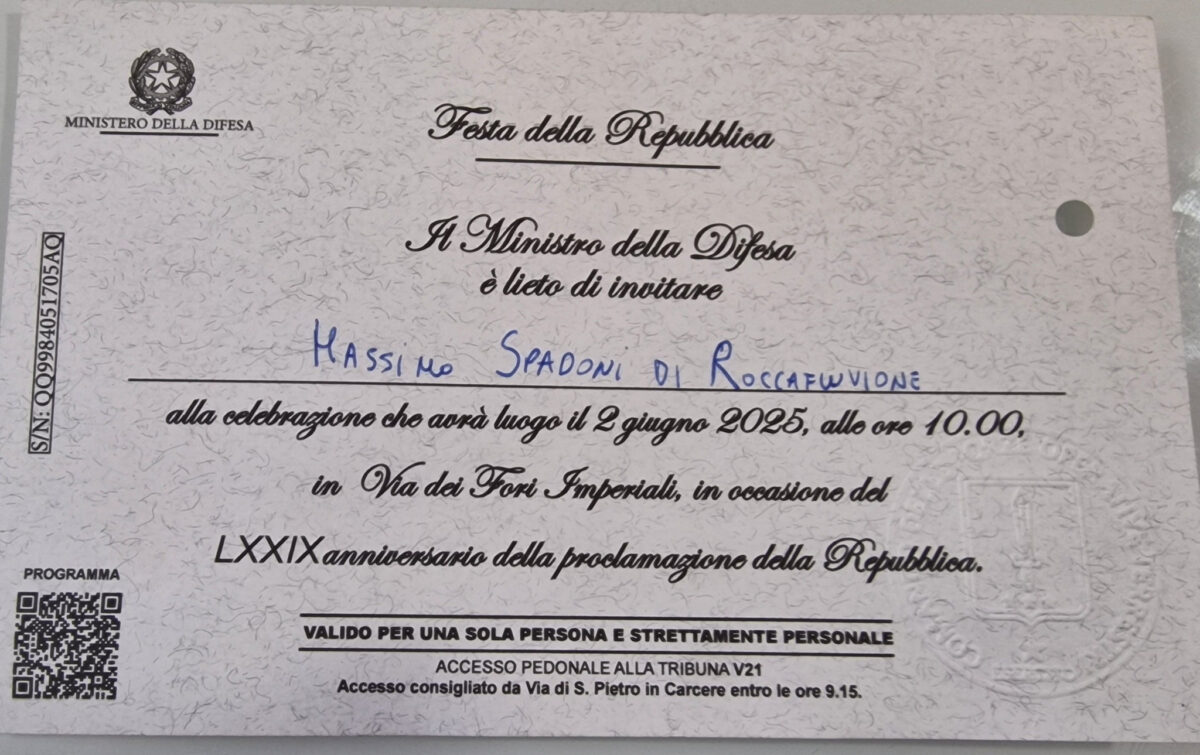 MINISTERO DELLA DIFESA
Festa della Repubblica
Il Ministro della Difesa
è lieto di invitare
MASSIMO SPADONI DI ROCCAFLUVIONE
alla celebrazione che avrà luogo il 2 giugno 2025, alle ore 10.00,
in Via dei Fori Imperiali, in occasione del
LXXIX anniversario della proclamazione della Repubblica.
S/N: QQ9984051705AQ
PROGRAMMA
VALIDO PER UNA SOLA PERSONA E STRETTAMENTE PERSONALE
ACCESSO PEDONALE ALLA TRIBUNA V21
Accesso consigliato da Via di S. Pietro in Carcere entro le ore 9.15.